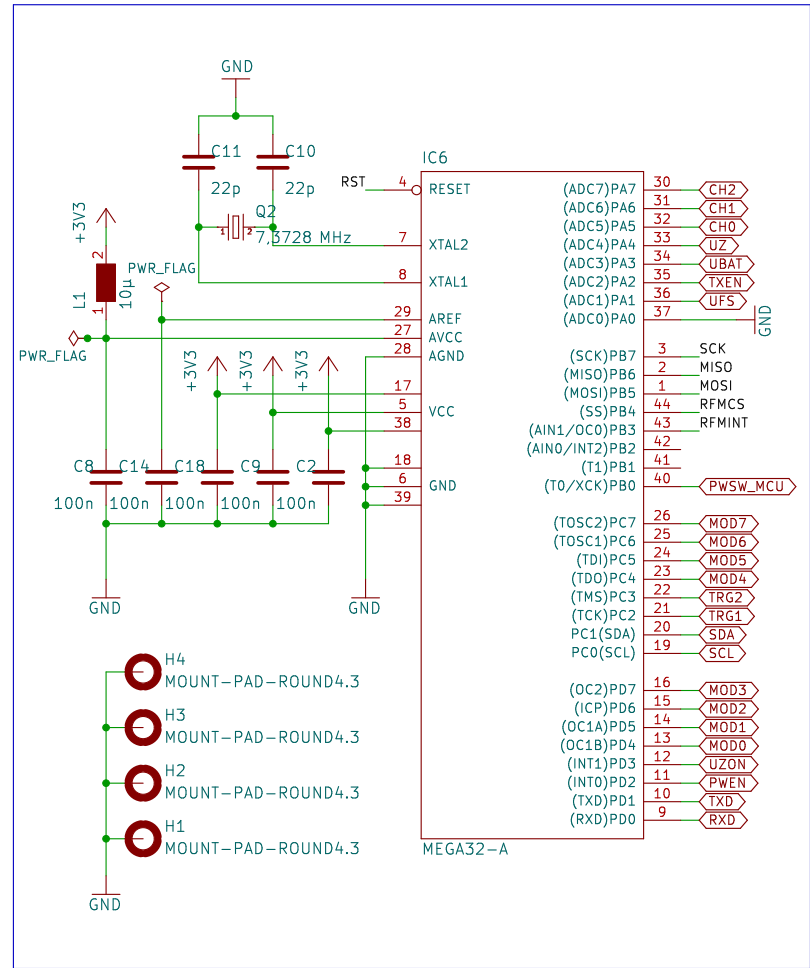 GND
C11
C10
22p
22p
Q2
1
2
7,3728 MHz
+3V3
2
L1
10µ
1
PWR_FLAG
PWR_FLAG
+3V3
+3V3
+3V3
C8
C14
C18
C9
C2
100n
100n
100n
100n
100n
GND
GND
H4
MOUNT-PAD-ROUND4.3
H3
MOUNT-PAD-ROUND4.3
H2
MOUNT-PAD-ROUND4.3
H1
MOUNT-PAD-ROUND4.3
GND
IC6
RST 4 RESET
7 XTAL2
8 XTAL1
29 AREF
27 AVCC
28 AGND
17
5 VCC
38
18
6 GND
39
(ADC7)PA7 30 CH2
(ADC6)PA6 31 CH1
(ADC5)PA5 32 CH0
(ADC4)PA4 33 UZ
(ADC3)PA3 34 UBAT
(ADC2)PA2 35 TXEN
(ADC1)PA1 36 UFS
(ADC0)PA0 37 GND
(SCK)PB7 3 SCK
(MISO)PB6 2 MISO
(MOSI)PB5 1 MOSI
(SS)PB4 44 RFMCS
(AIN1/OC0)PB3 43 RFMINT
(AIN0/INT2)PB2 42
(T1)PB1 41
(T0/XCK)PB0 40 PWSW_MCU
(TOSC2)PC7 26 MOD7
(TOSC1)PC6 25 MOD6
(TDI)PC5 24 MOD5
(TDO)PC4 23 MOD4
(TMS)PC3 22 TRG2
(TCK)PC2 21 TRG1
PC1(SDA) 20 SDA
PC0(SCL) 19 SCL
(OC2)PD7 16 MOD3
(ICP)PD6 15 MOD2
(OC1A)PD5 14 MOD1
(OC1B)PD4 13 MOD0
(INT1)PD3 12 UZON
(INT0)PD2 11 PWEN
(TXD)PD1 10 TXD
(RXD)PD0 9 RXD
MEGA32-A